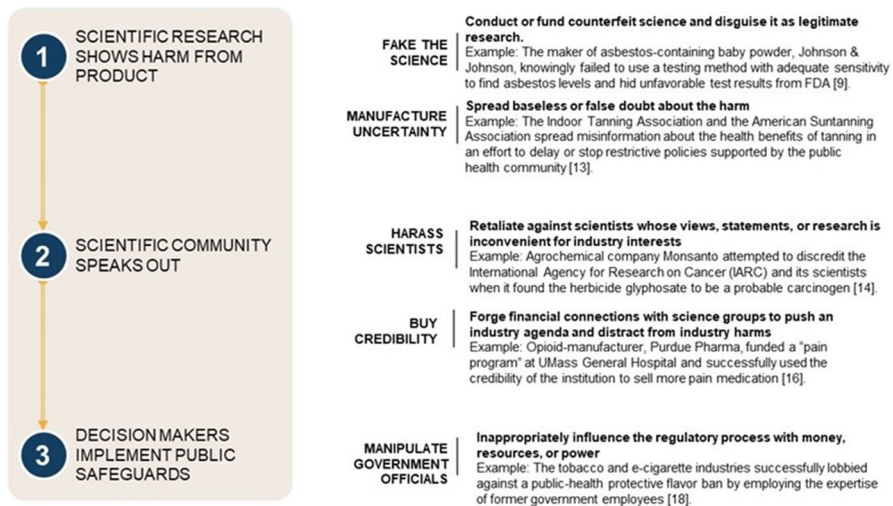 1
SCIENTIFIC RESEARCH
SHOWS HARM FROM
PRODUCT
2
SCIENTIFIC COMMUNITY
SPEAKS OUT
3
DECISION MAKERS
IMPLEMENT PUBLIC
SAFEGUARDS
FAKE THE
SCIENCE
Conduct or fund counterfeit science and disguise it as legitimate
research.
Example: The maker of asbestos-containing baby powder, Johnson &
Johnson, knowingly failed to use a testing method with adequate sensitivity
to find asbestos levels and hid unfavorable test results from FDA [9].
MANUFACTURE
UNCERTAINTY
Spread baseless or false doubt about the harm
Example: The Indoor Tanning Association and the American Suntanning
Association spread misinformation about the health benefits of tanning in
an effort to delay or stop restrictive policies supported by the public
health community [13].
HARASS
SCIENTISTS
Retaliate against scientists whose views, statements, or research is
inconvenient for industry interests
Example: Agrochemical company Monsanto attempted to discredit the
International Agency for Research on Cancer (IARC) and its scientists
when it found the herbicide glyphosate to be a probable carcinogen [14].
BUY
CREDIBILITY
Forge financial connections with science groups to push an
industry agenda and distract from industry harms
Example: Opioid-manufacturer, Purdue Pharma, funded a “pain
program” at UMass General Hospital and successfully used the
credibility of the institution to sell more pain medication [16].
MANIPULATE
GOVERNMENT
OFFICIALS
Inappropriately influence the regulatory process with money,
resources, or power
Example: The tobacco and e-cigarette industries successfully lobbied
against a public-health protective flavor ban by employing the expertise
of former government employees [18].